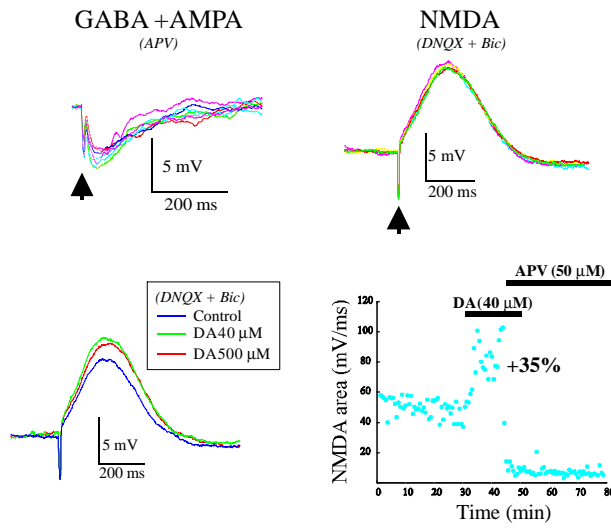 GABA +AMPA
(APV)
5 mV
200 ms
NMDA
(DNQX + Bic)
5 mV
200 ms
(DNQX + Bic)
Control
DA40 μM
DA500 μM
5 mV
200 ms
APV (50 μM)
DA(40 μM)
+35%
NMDA area (mV/ms)
120
100
80
60
40
20
0 10 20 30 40 50 60 70 80
Time (min)